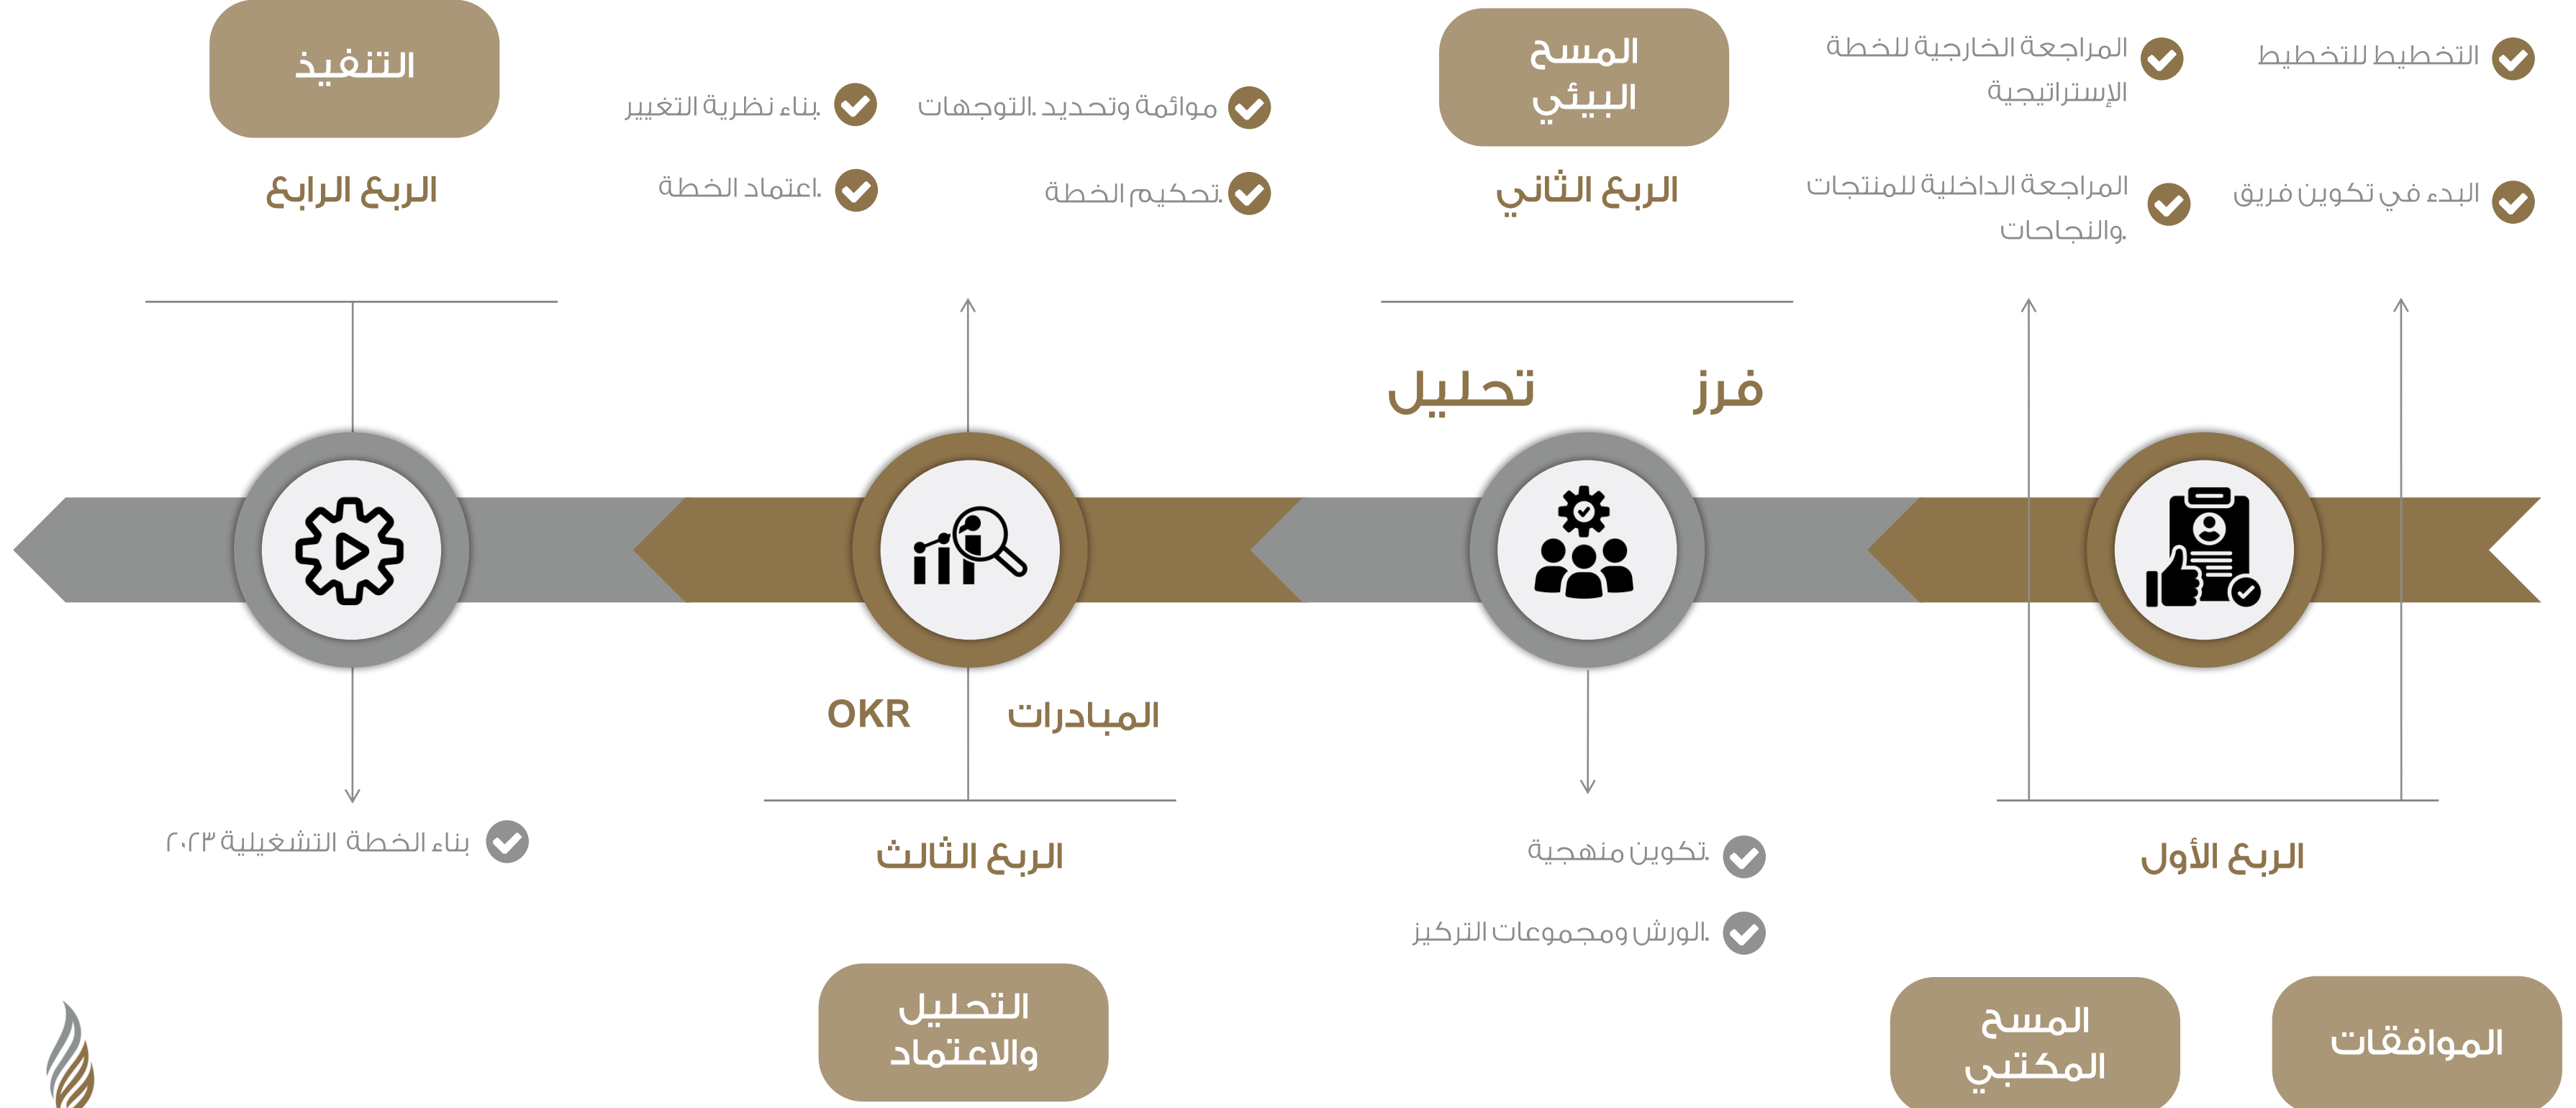 التخطيط للتخطيط
البدء في تكوين فريق
المراجعة الخارجية للخطة
الإستراتيجية
المراجعة الداخلية للمنتجات
والنجاحات.
الربع الأول
الموافقات
المسح
المكتبي
المسح
البيئي
الربع الثاني
فرز
تحليل
تكوين منهجية.
الورش ومجموعات التركيز.
موائمة وتحديد .التوجهات
تحكيم الخطة.
بناء نظرية التغيير.
اعتماد الخطة.
المبادرات
OKR
الربع الثالث
التحليل
والاعتماد
التنفيذ
الربع الرابع
بناء الخطة التشغيلية ٢٠٢٣